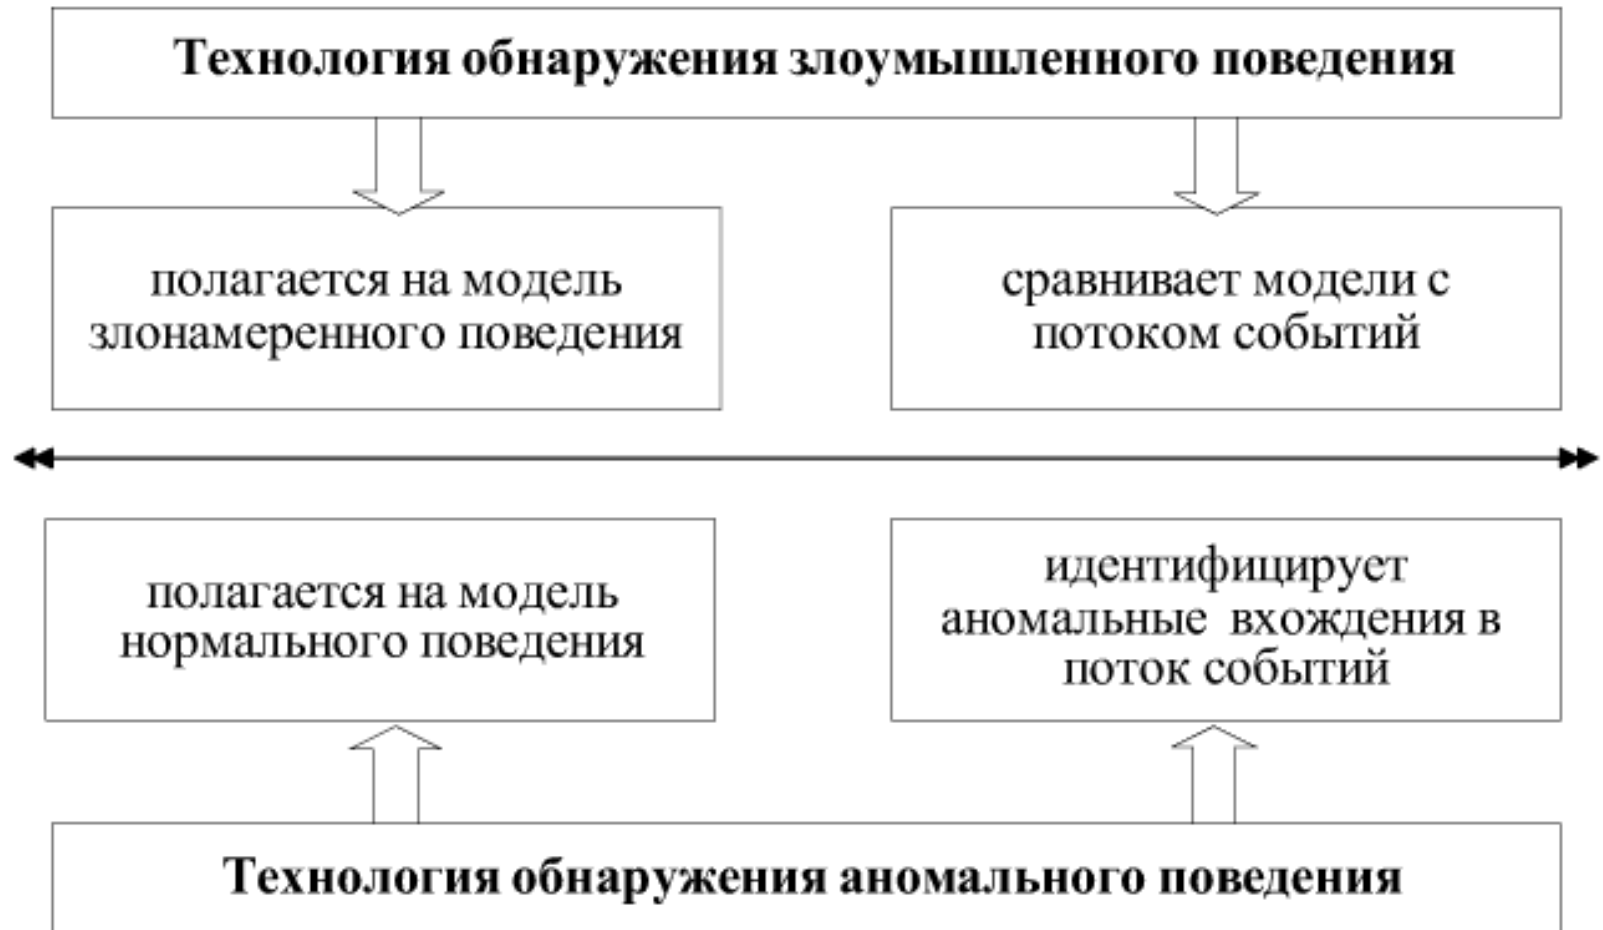 Технология обнаружения злоумышленного поведения
полагается на модель
злонамеренного поведения
сравнивает модели с
потоком событий
полагается на модель
нормального поведения
идентифицирует
аномальные вхождения в
поток событий
Технология обнаружения аномального поведения